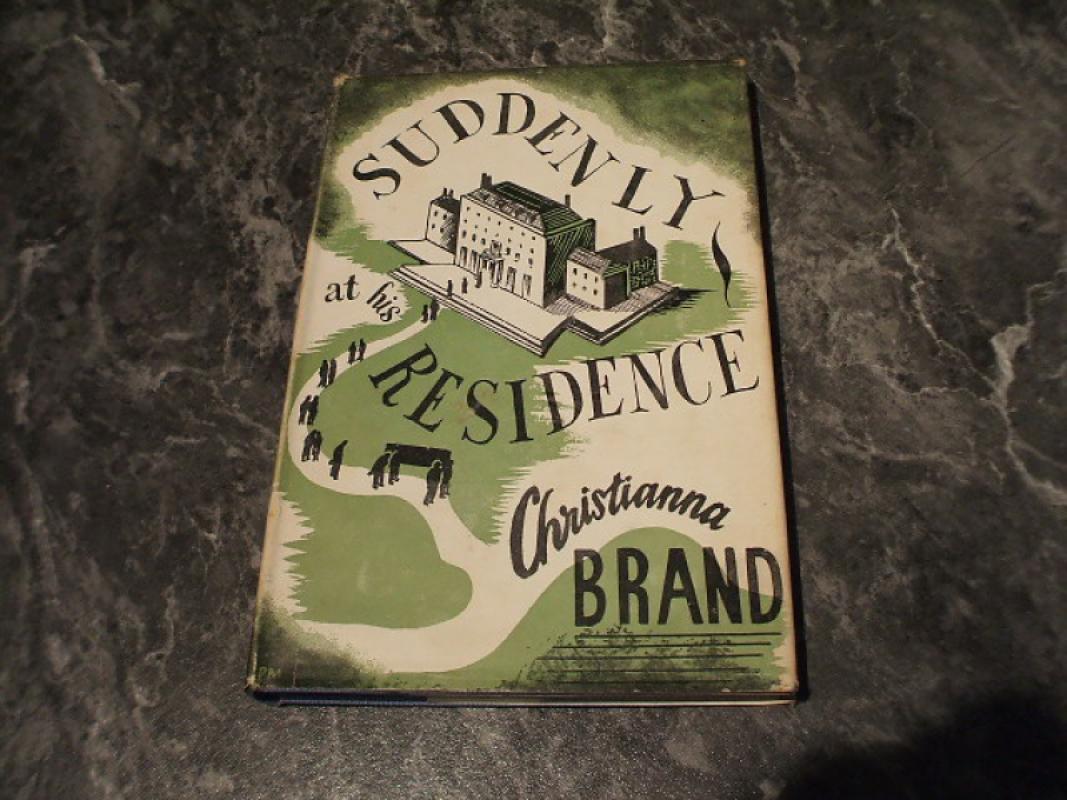 SUDDENLY
at his
RESIDENCE
Christianna
BRAND